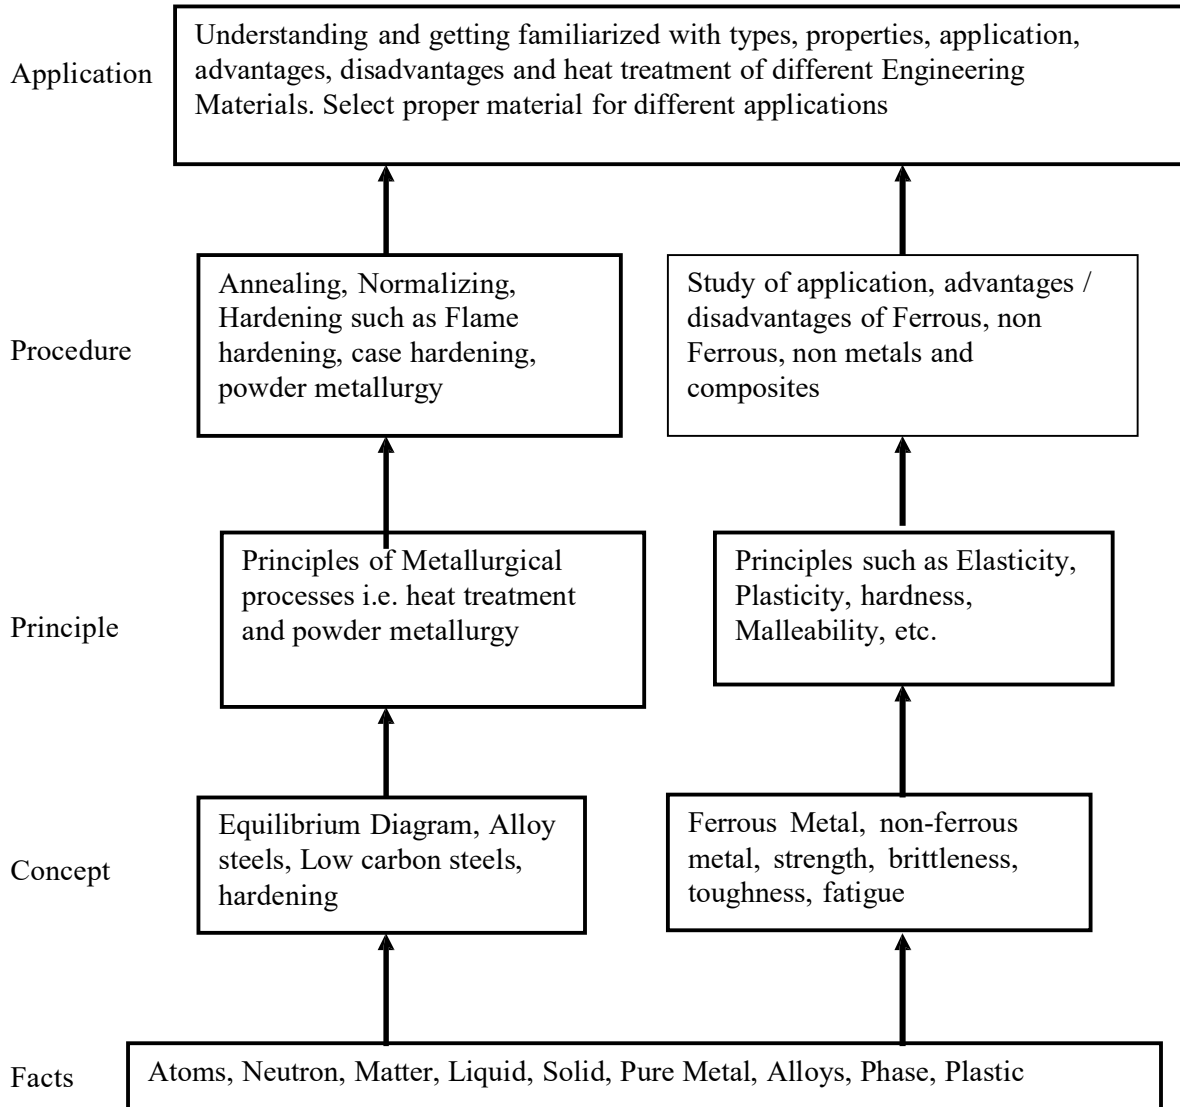 Application
Understanding and getting familiarized with types, properties, application,
advantages, disadvantages and heat treatment of different Engineering
Materials. Select proper material for different applications
Procedure
Annealing, Normalizing,
Hardening such as Flame
hardening, case hardening,
powder metallurgy
Study of application, advantages /
disadvantages of Ferrous, non
Ferrous, non metals and
composites
Principle
Principles of Metallurgical
processes i.e. heat treatment
and powder metallurgy
Principles such as Elasticity,
Plasticity, hardness,
Malleability, etc.
Concept
Equilibrium Diagram, Alloy
steels, Low carbon steels,
hardening
Ferrous Metal, non-ferrous
metal, strength, brittleness,
toughness, fatigue
Facts
Atoms, Neutron, Matter, Liquid, Solid, Pure Metal, Alloys, Phase, Plastic